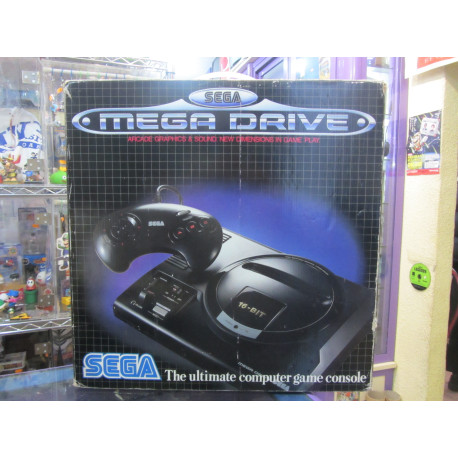 SEGA
MEGA DRIVE
ARCADE GRAPHICS & SOUND NEW DIMENSIONS IN GAME PLAY
SEGA
16-BIT
SEGA
The ultimate computer game console